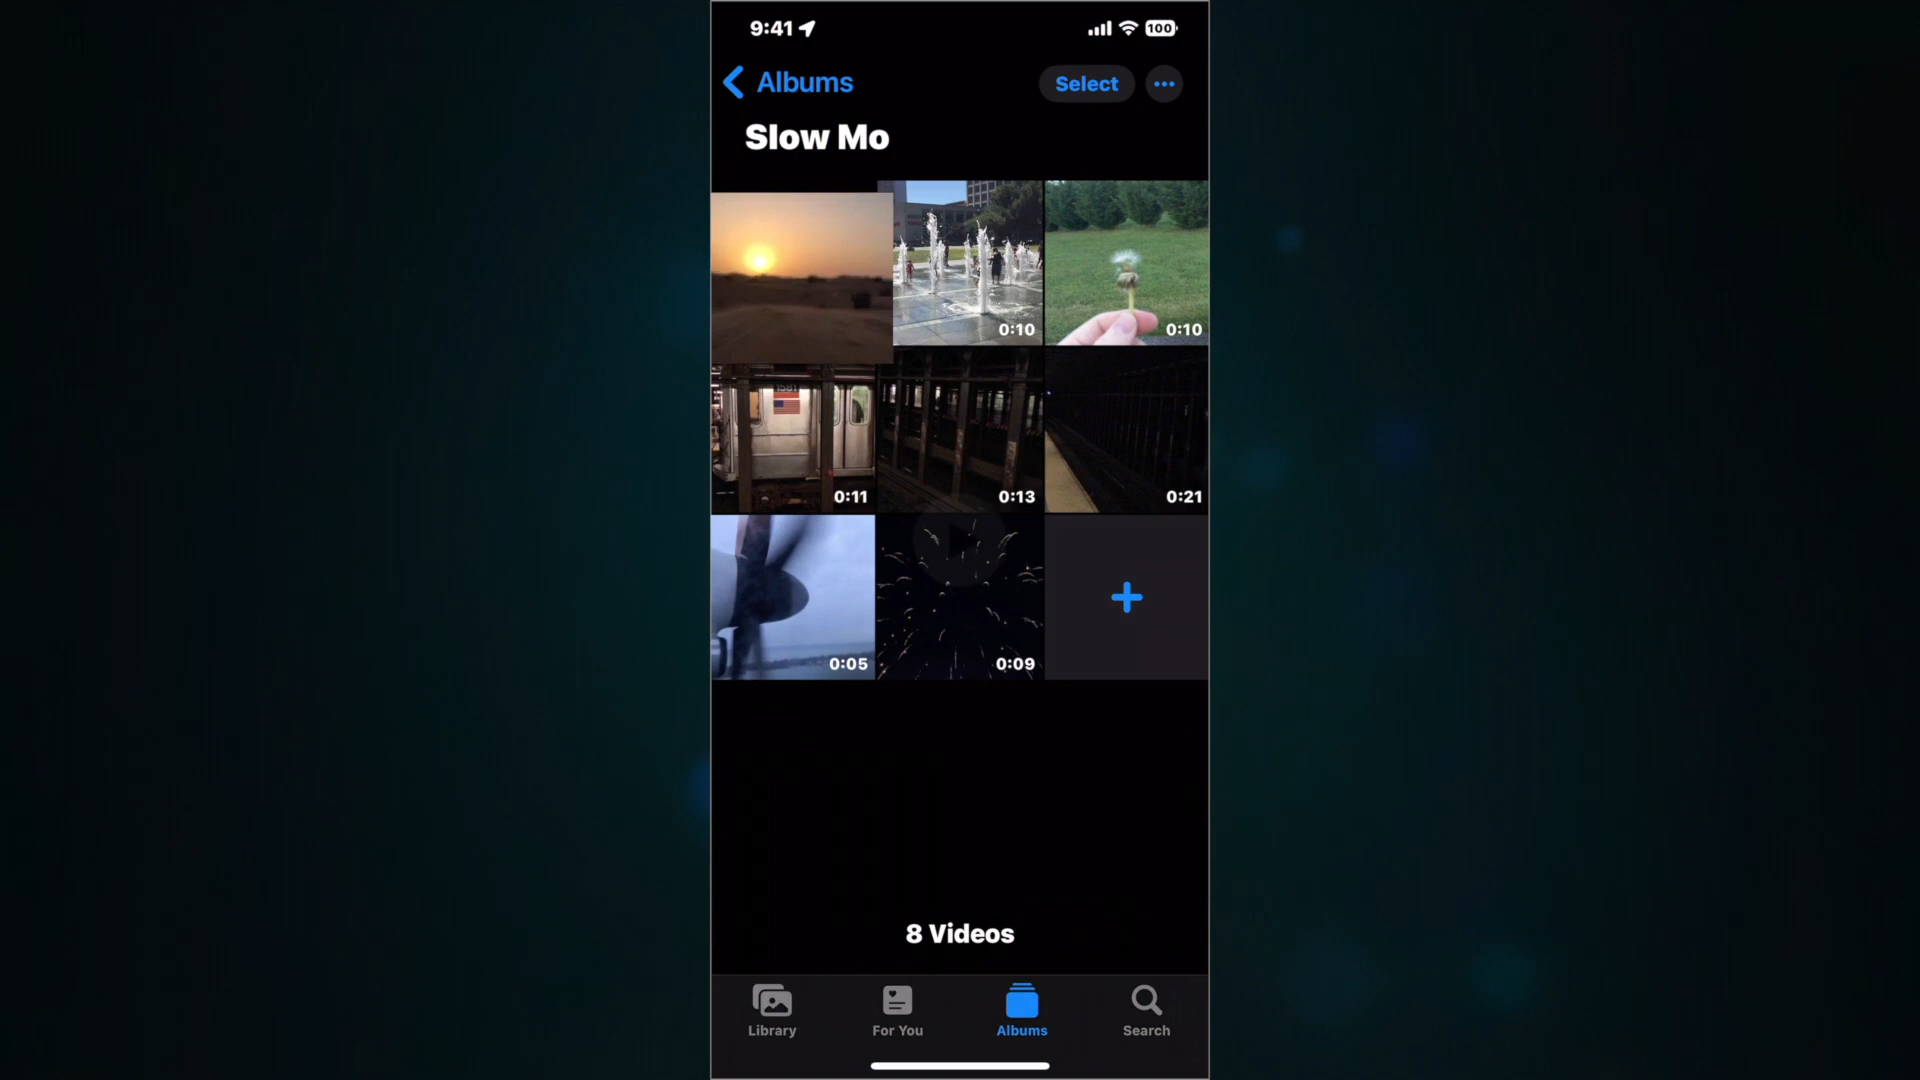 9:41
100
Albums
Select
Slow Mo
0:10
0:10
1581
0:11
0:13
0:21
0:05
0:09
8 Videos
Library
For You
Albums
Search